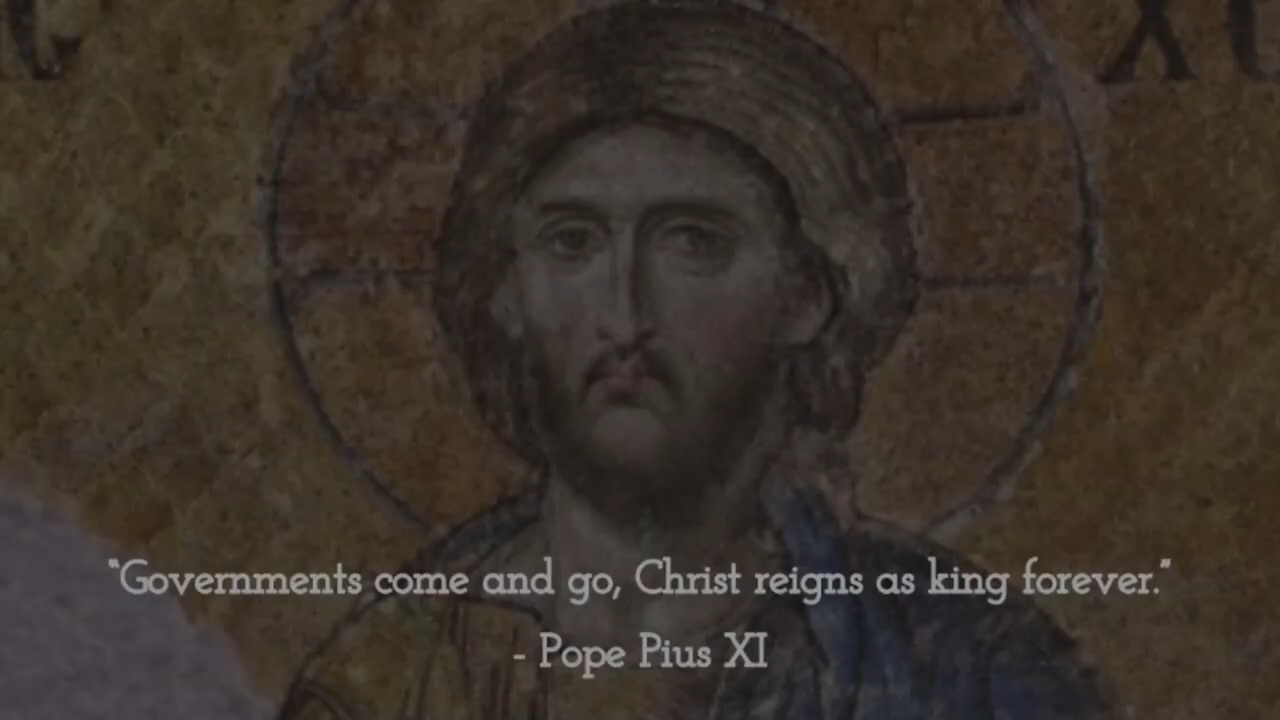 “Governments come and go, Christ reigns as king forever.”
- Pope Pius XI